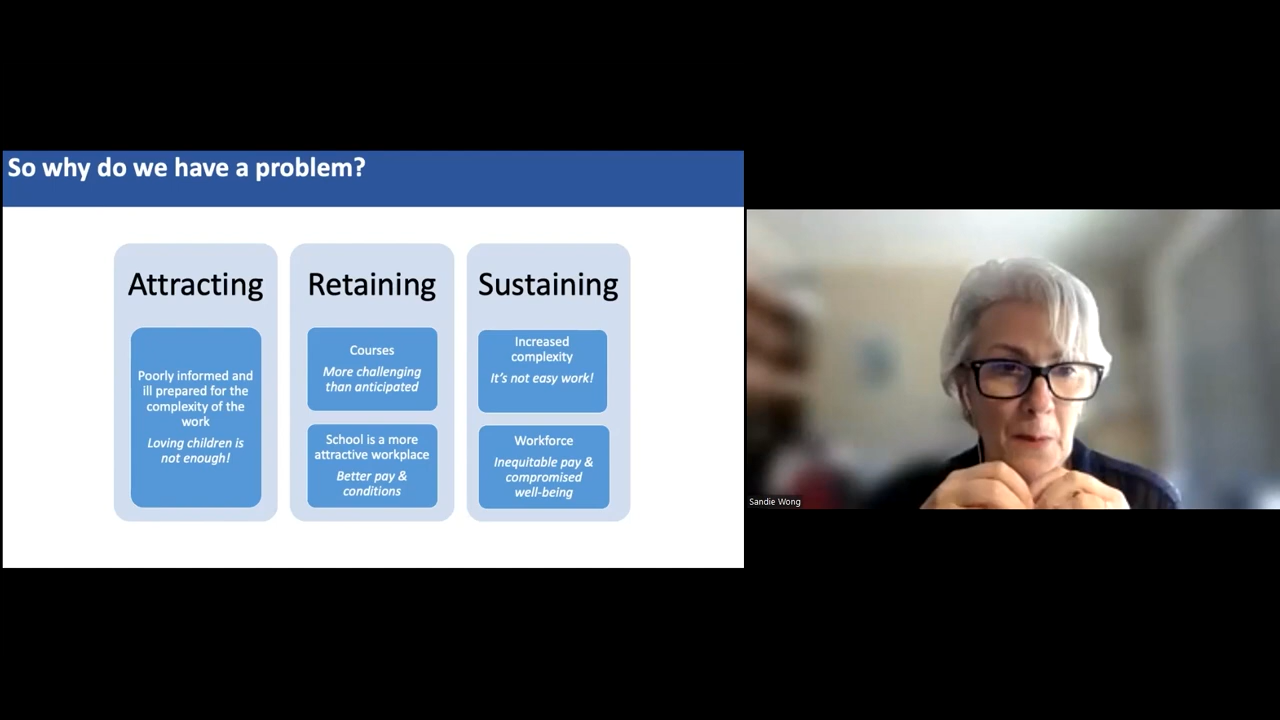 So why do we have a problem?
Attracting
Poorly informed and
ill prepared for the
complexity of the
work
Loving children is
not enough!
Retaining
Courses
More challenging
than anticipated
School is a more
attractive workplace
Better pay &
conditions
Sustaining
Increased
complexity
It's not easy work!
Workforce
Inequitable pay &
compromised
well-being
Sandie Wong